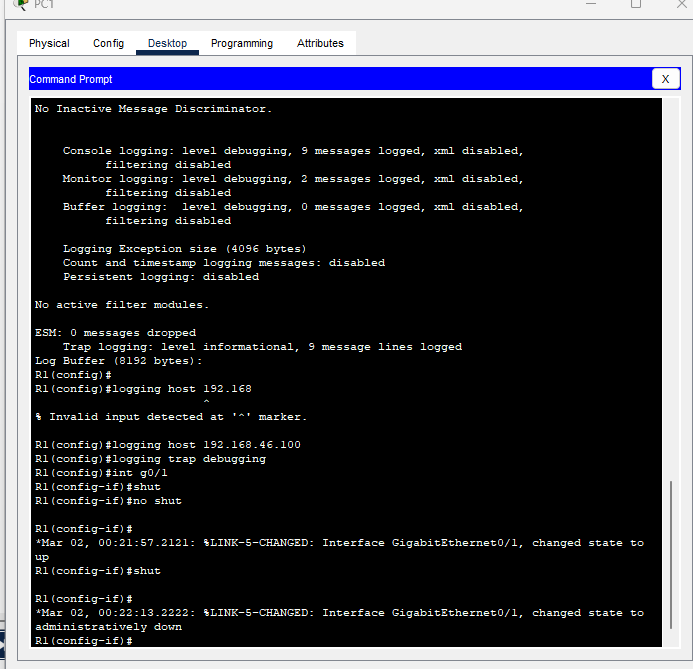 PC1
Physical Config Desktop Programming Attributes
Command Prompt X
No Inactive Message Discriminator.
Console logging: level debugging, 9 messages logged, xml disabled,
filtering disabled
Monitor logging: level debugging, 2 messages logged, xml disabled,
filtering disabled
Buffer logging:  level debugging, 0 messages logged, xml disabled,
filtering disabled
Logging Exception size (4096 bytes)
Count and timestamp logging messages: disabled
Persistent logging: disabled
No active filter modules.
ESM: 0 messages dropped
Trap logging: level informational, 9 message lines logged
Log Buffer (8192 bytes):
R1(config)#
R1(config)#logging host 192.168
^
% Invalid input detected at '^' marker.
R1(config)#logging host 192.168.46.100
R1(config)#logging trap debugging
R1(config)#int g0/1
R1(config-if)#shut
R1(config-if)#no shut
R1(config-if)#
*Mar 02, 00:21:57.2121: %LINK-5-CHANGED: Interface GigabitEthernet0/1, changed state to
up
R1(config-if)#shut
R1(config-if)#
*Mar 02, 00:22:13.2222: %LINK-5-CHANGED: Interface GigabitEthernet0/1, changed state to
administratively down
R1(config-if)#